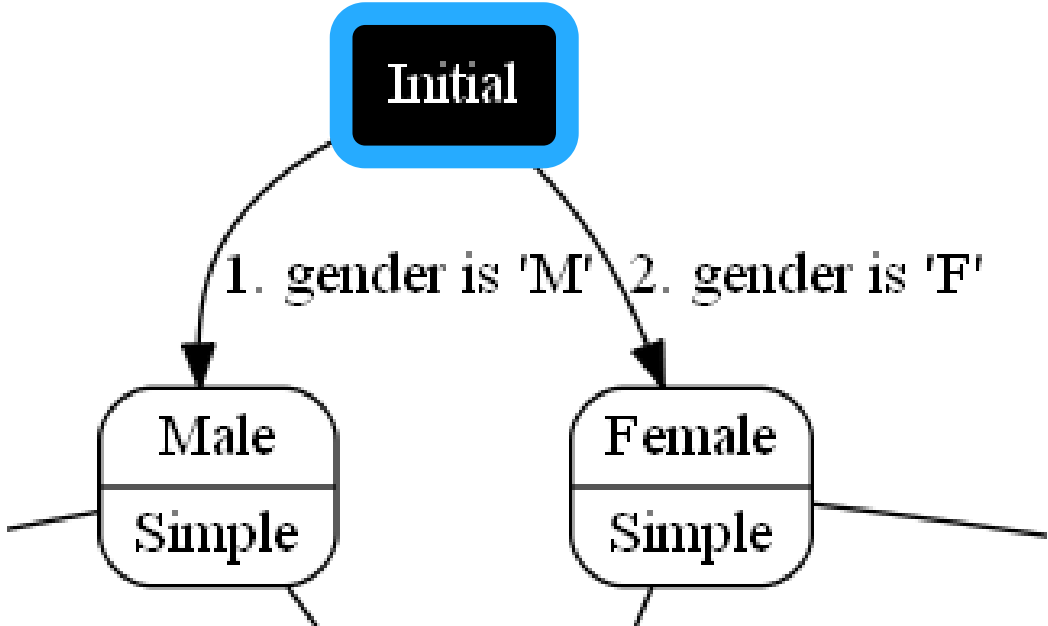 Initial
1. gender is 'M'
2. gender is 'F'
Male
Simple
Female
Simple